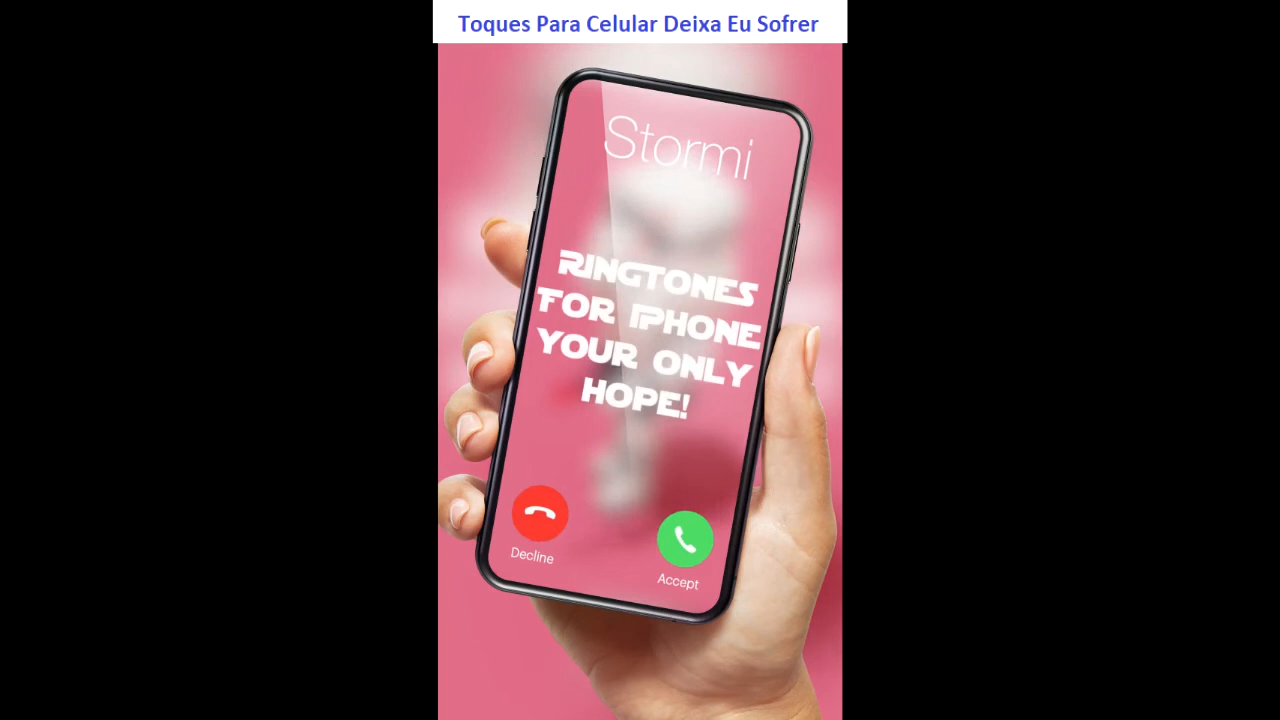 Toques Para Celular Deixa Eu Sofrer
Stormi
RINGTONES
FOR IPHONE
YOUR ONLY
HOPE!
Decline
Accept